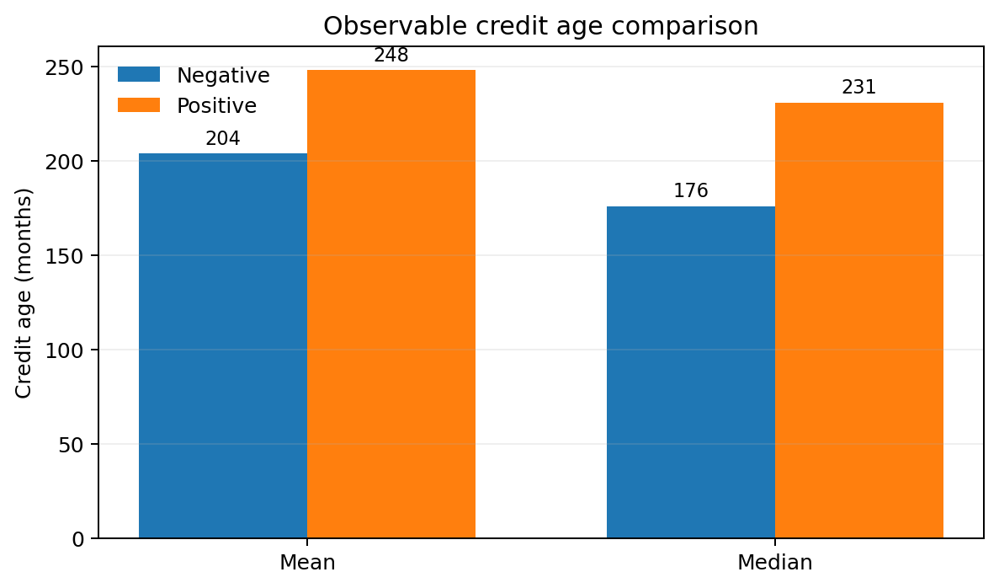 Observable credit age comparison
Credit age (months)
250
200
150
100
50
0
Negative
Positive
204
248
176
231
Mean
Median